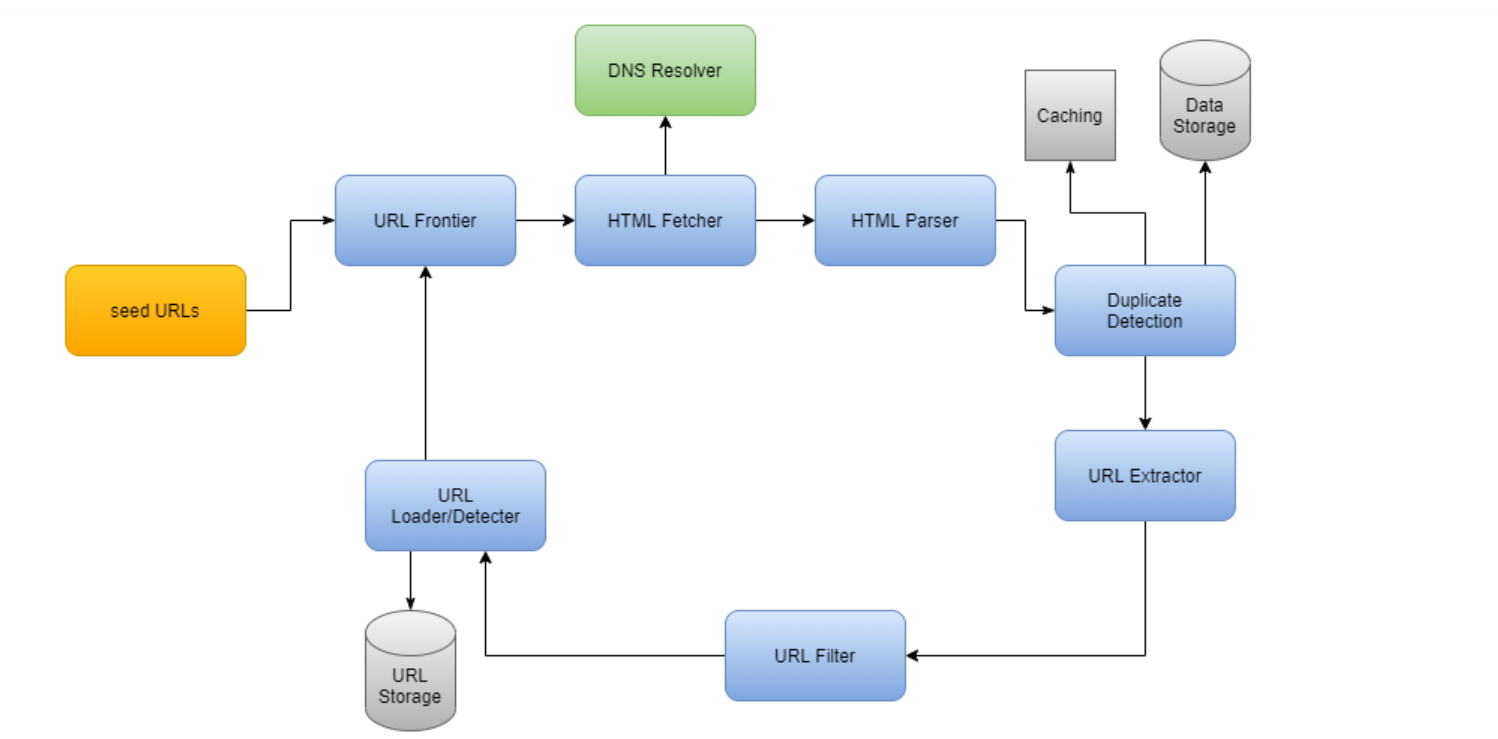 DNS Resolver
Caching
Data
Storage
URL Frontier
HTML Fetcher
HTML Parser
seed URLs
Duplicate
Detection
URL Extractor
URL
Loader/Detecter
URL Filter
URL
Storage